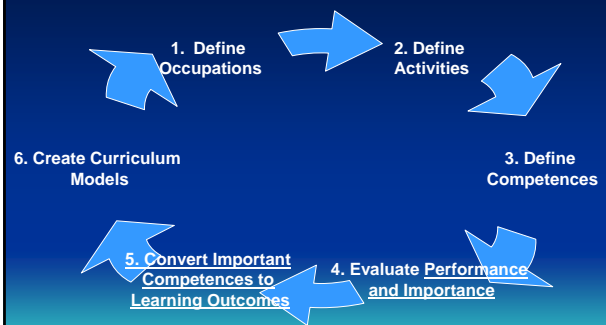 1. Define
Occupations
2. Define
Activities
3. Define
Competences
4. Evaluate Performance
and Importance
5. Convert Important
Competences to
Learning Outcomes
6. Create Curriculum
Models